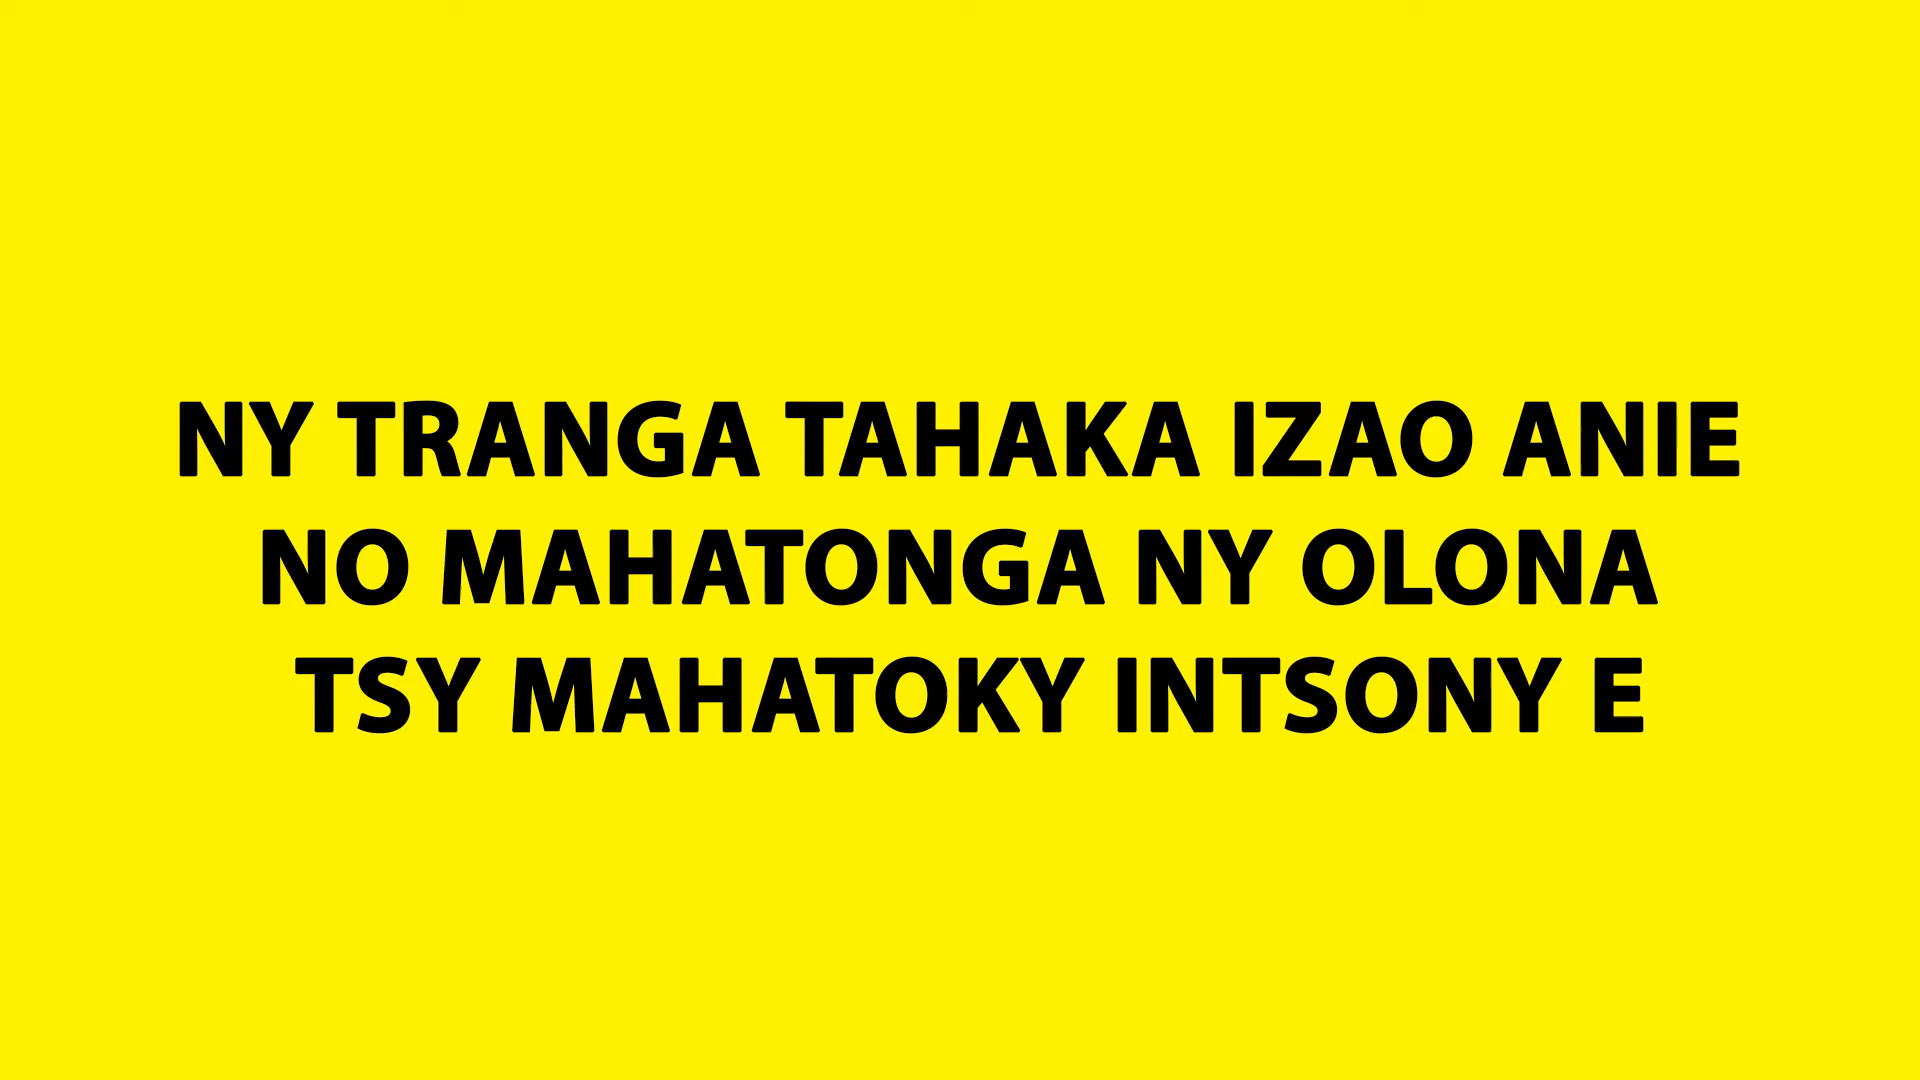 NY TRANGA TAHAKA IZAO ANIE
NO MAHATONGA NY OLONA
TSY MAHATOKY INTSONY E